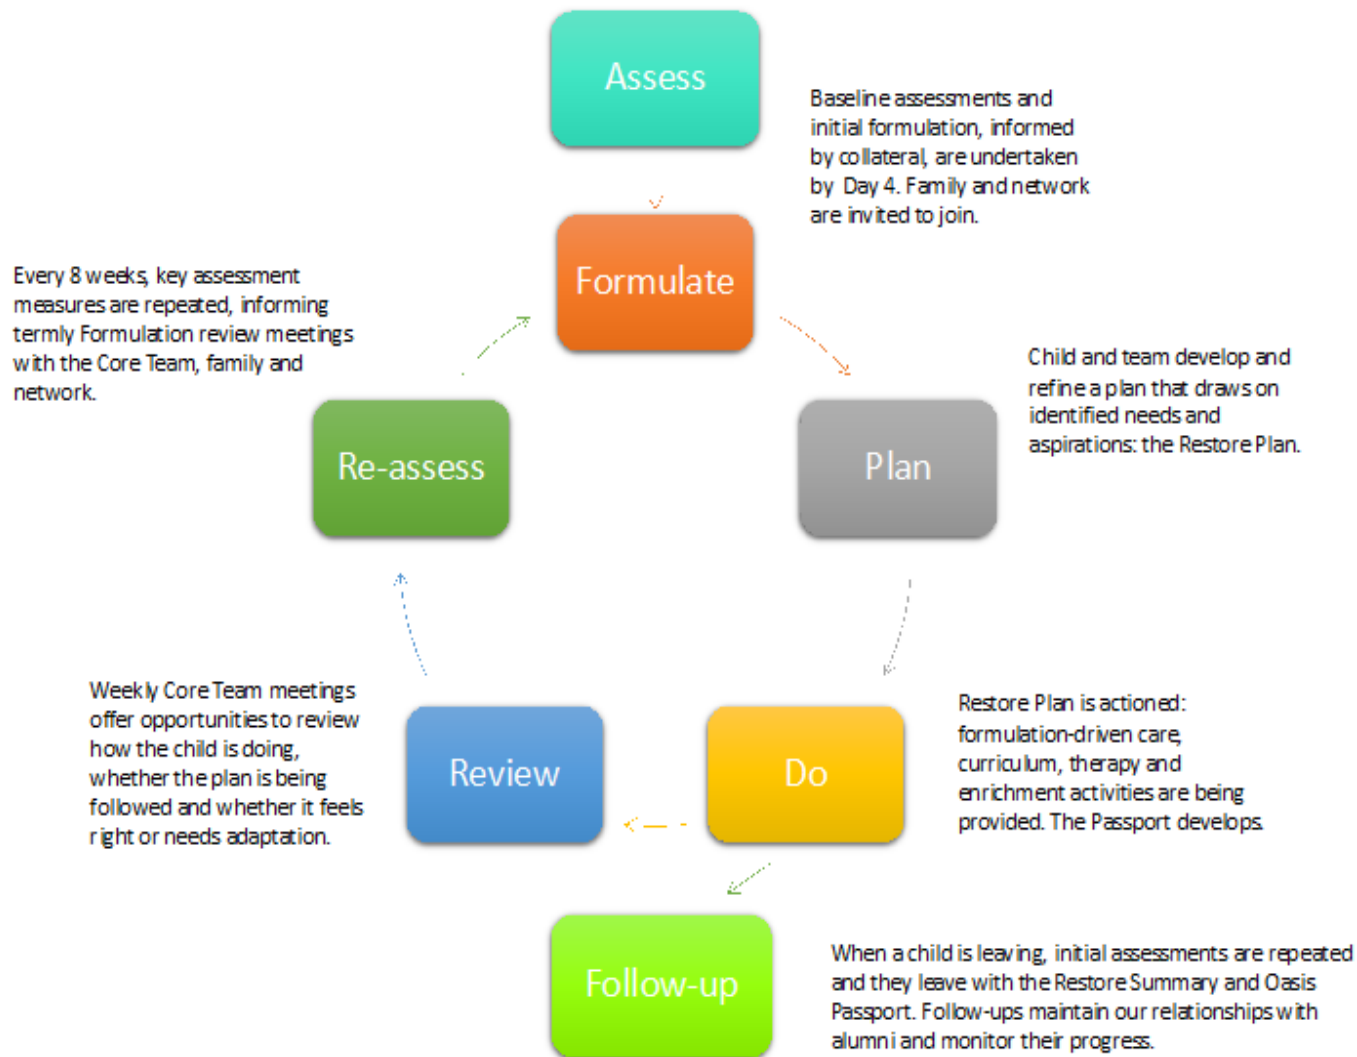 Assess
Baseline assessments and
initial formulation, informed
by collateral, are undertaken
by Day 4. Family and network
are invited to join.
Formulate
Every 8 weeks, key assessment
measures are repeated, informing
termly Formulation review meetings
with the Core Team, family and
network.
Child and team develop and
refine a plan that draws on
identified needs and
aspirations: the Restore Plan.
Re-assess
Plan
Weekly Core Team meetings
offer opportunities to review
how the child is doing,
whether the plan is being
followed and whether it feels
right or needs adaptation.
Review
Do
Restore Plan is actioned:
formulation-driven care,
curriculum, therapy and
enrichment activities are being
provided. The Passport develops.
Follow-up
When a child is leaving, initial assessments are repeated
and they leave with the Restore Summary and Oasis
Passport. Follow-ups maintain our relationships with
alumni and monitor their progress.